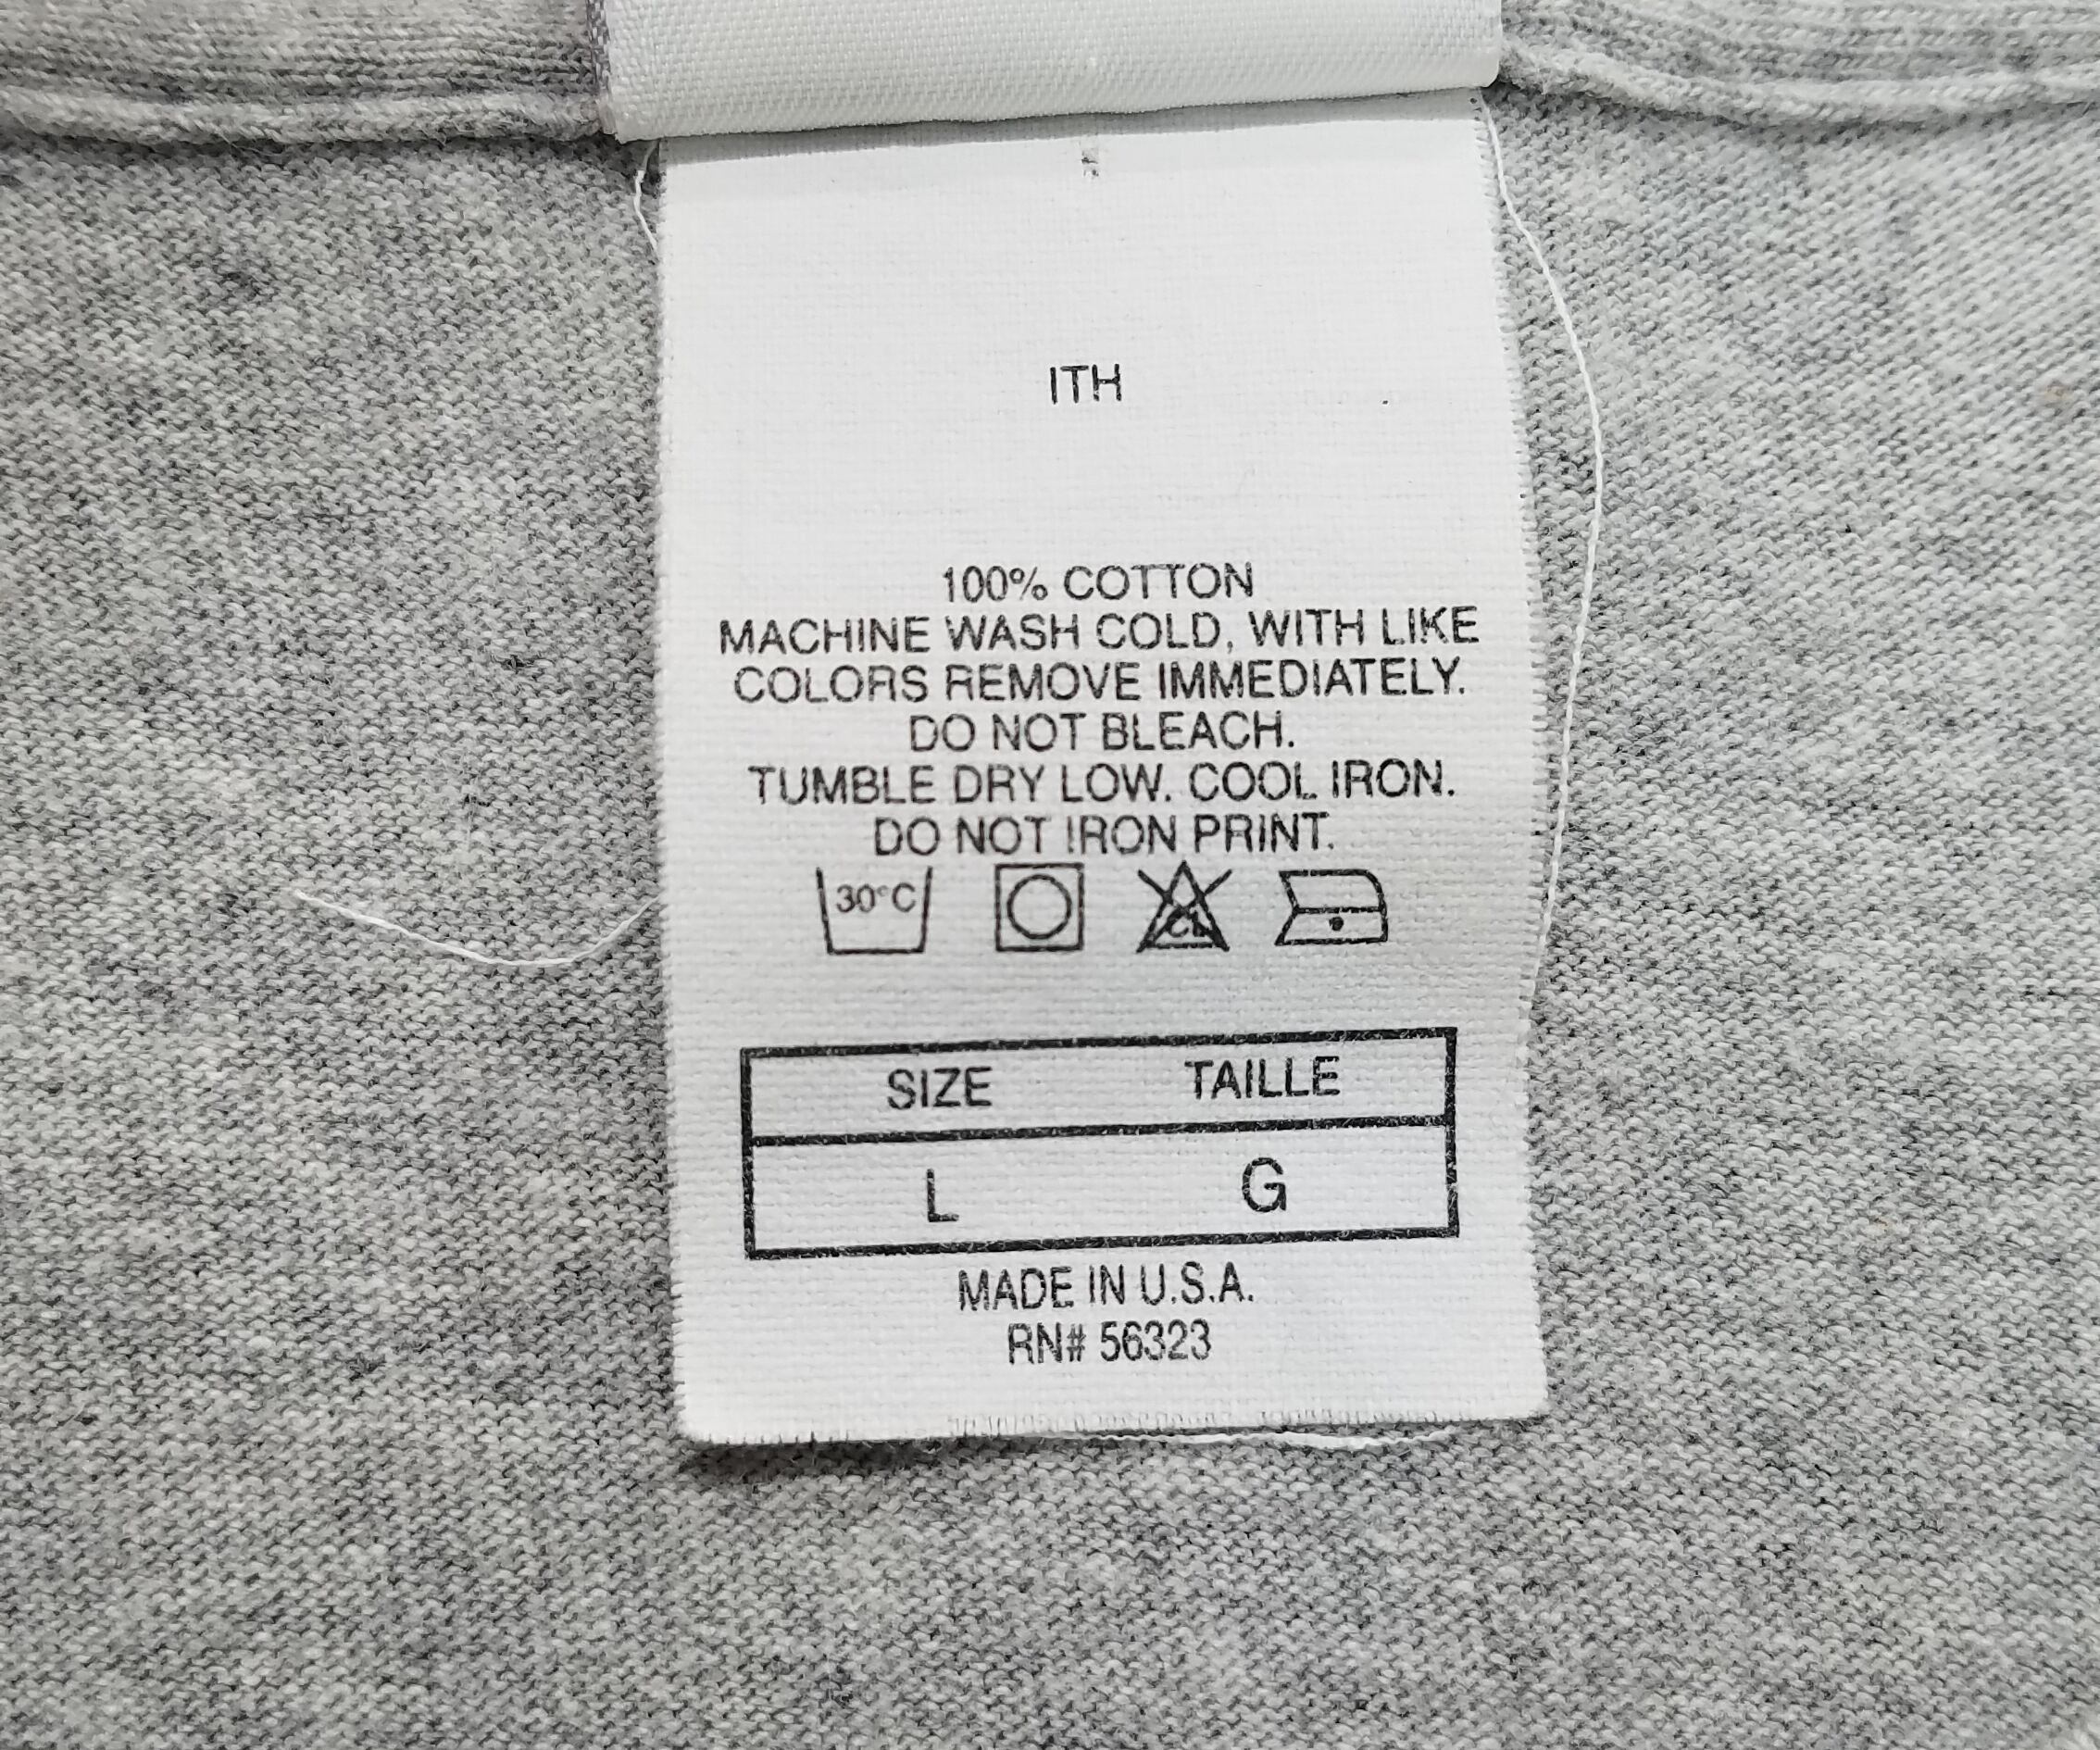 ITH
100% COTTON
MACHINE WASH COLD, WITH LIKE
COLORS REMOVE IMMEDIATELY.
DO NOT BLEACH.
TUMBLE DRY LOW. COOL IRON.
DO NOT IRON PRINT.
30°C CL
SIZE TAILLE
L G
MADE IN U.S.A.
RN# 56323